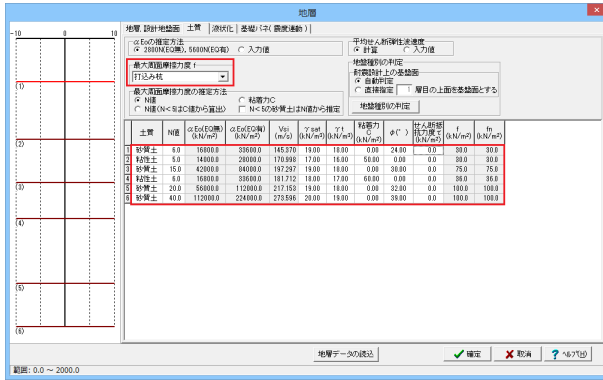 地層
地層, 設計地盤面 土質 液状化 基礎バネ( 震度連動 )
αEoの推定方法
2800N(EQ無), 5600N(EQ有) 入力値
平均せん断弾性波速度
計算 入力値
最大周面摩擦力度 f
打込み杭
地盤種別の判定
耐震設計上の基盤面
自動判定
直接指定 1 層目の上面を基盤面とする
地盤種別の判定
最大周面摩擦力度の推定方法
N値 粘着力C
N値(N<5はC値から算出) N<5の砂質土はN値から推定
土質 N値 αEo(EQ無) (kN/m²) αEo(EQ有) (kN/m²) Vsi (m/s) γsat (kN/m³) γt (kN/m³) 粘着力 C (kN/m²) φ(°) せん断抵抗力度τ (kN/m²) f (kN/m²) fn (kN/m²)
1 砂質土 6.0 16800.0 33600.0 145.370 19.00 18.00 0.00 24.00 0.0 30.0 30.0
2 粘性土 5.0 14000.0 28000.0 170.998 17.00 16.00 50.00 0.00 0.0 30.0 30.0
3 砂質土 15.0 42000.0 84000.0 197.297 19.00 18.00 0.00 30.00 0.0 75.0 75.0
4 粘性土 6.0 16800.0 33600.0 181.712 18.00 17.00 60.00 0.00 0.0 36.0 36.0
5 砂質土 20.0 56000.0 112000.0 217.153 19.00 18.00 0.00 32.00 0.0 100.0 100.0
6 砂質土 40.0 112000.0 224000.0 273.596 20.00 19.00 0.00 39.00 0.0 100.0 100.0
-10 0 10
(1)
(2)
(3)
(4)
(5)
(6)
地層データの読込 確定 取消 ? ヘルプ(H)
範囲: 0.0 ～ 2000.0